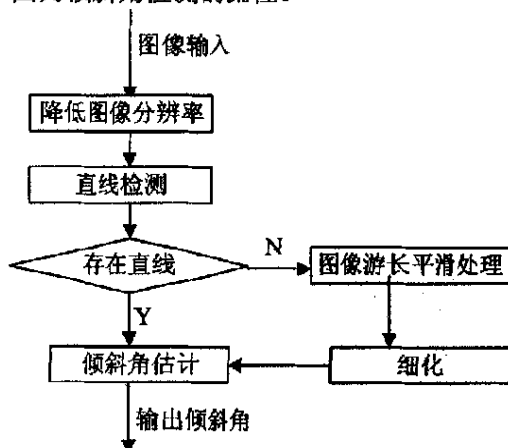 图像输入
降低图像分辨率
直线检测
存在直线
N
图像游长平滑处理
Y
倾斜角估计
细化
输出倾斜角